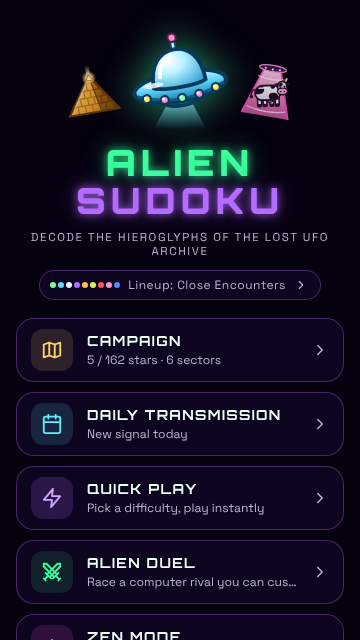 ALIEN
SUDOKU
DECODE THE HIEROGLYPHS OF THE LOST UFO
ARCHIVE
Lineup: Close Encounters
CAMPAIGN
5 / 162 stars · 6 sectors
DAILY TRANSMISSION
New signal today
QUICK PLAY
Pick a difficulty, play instantly
ALIEN DUEL
Race a computer rival you can cus…
ZEN MODE